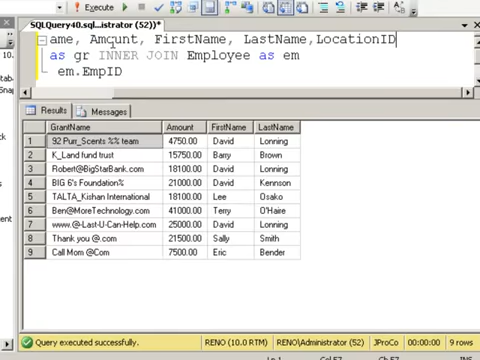 Execute
SQLQuery40.sql...istrator (52))*
ame, Amount, FirstName, LastName,LocationID
as gr INNER JOIN Employee as em
em.EmpID
Results Messages
GrantName Amount FirstName LastName
1 92 Purr_Scents %% team 4750.00 David Lonning
2 K_Land fund trust 15750.00 Barry Brown
3 Robert@BigStarBank.com 18100.00 David Lonning
4 BIG 6's Foundation% 21000.00 David Kennson
5 TALTA_Kishan International 18100.00 Lee Osako
6 Ben@MoreTechnology.com 41000.00 Terry O'Haire
7 www.@-Last-U-Can-Help.com 25000.00 David Lonning
8 Thank you @.com 21500.00 Sally Smith
9 Call Mom @Com 7500.00 Eric Bender
Query executed successfully. RENO (10.0 RTM) RENO\Administrator (52) JProCo 00:00:00 9 rows